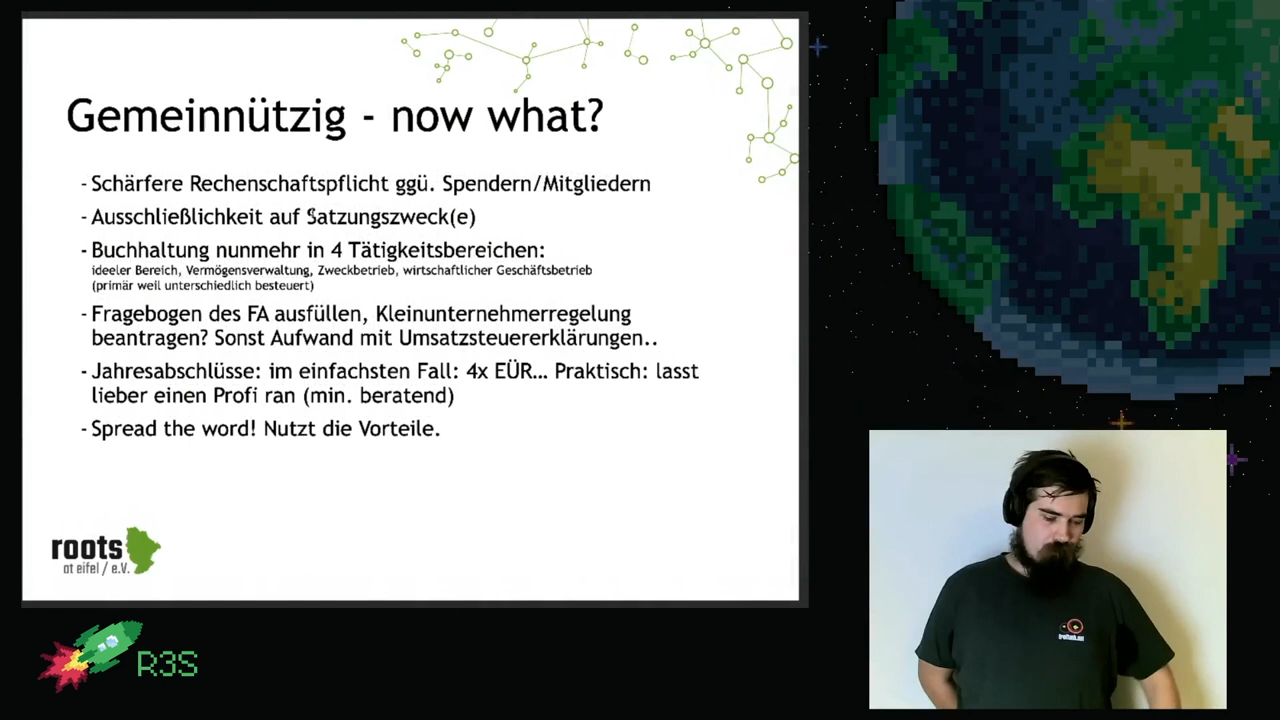 Gemeinnützig - now what?
- Schärfere Rechenschaftspflicht ggü. Spendern/Mitgliedern
- Ausschließlichkeit auf Satzungszweck(e)
- Buchhaltung nunmehr in 4 Tätigkeitsbereichen:
ideeler Bereich, Vermögensverwaltung, Zweckbetrieb, wirtschaftlicher Geschäftsbetrieb
(primär weil unterschiedlich besteuert)
- Fragebogen des FA ausfüllen, Kleinunternehmerregelung
beantragen? Sonst Aufwand mit Umsatzsteuererklärungen..
- Jahresabschlüsse: im einfachsten Fall: 4x EÜR… Praktisch: lasst
lieber einen Profi ran (min. beratend)
- Spread the word! Nutzt die Vorteile.
roots
at eifel / e.V.
R3S
freifunk.net